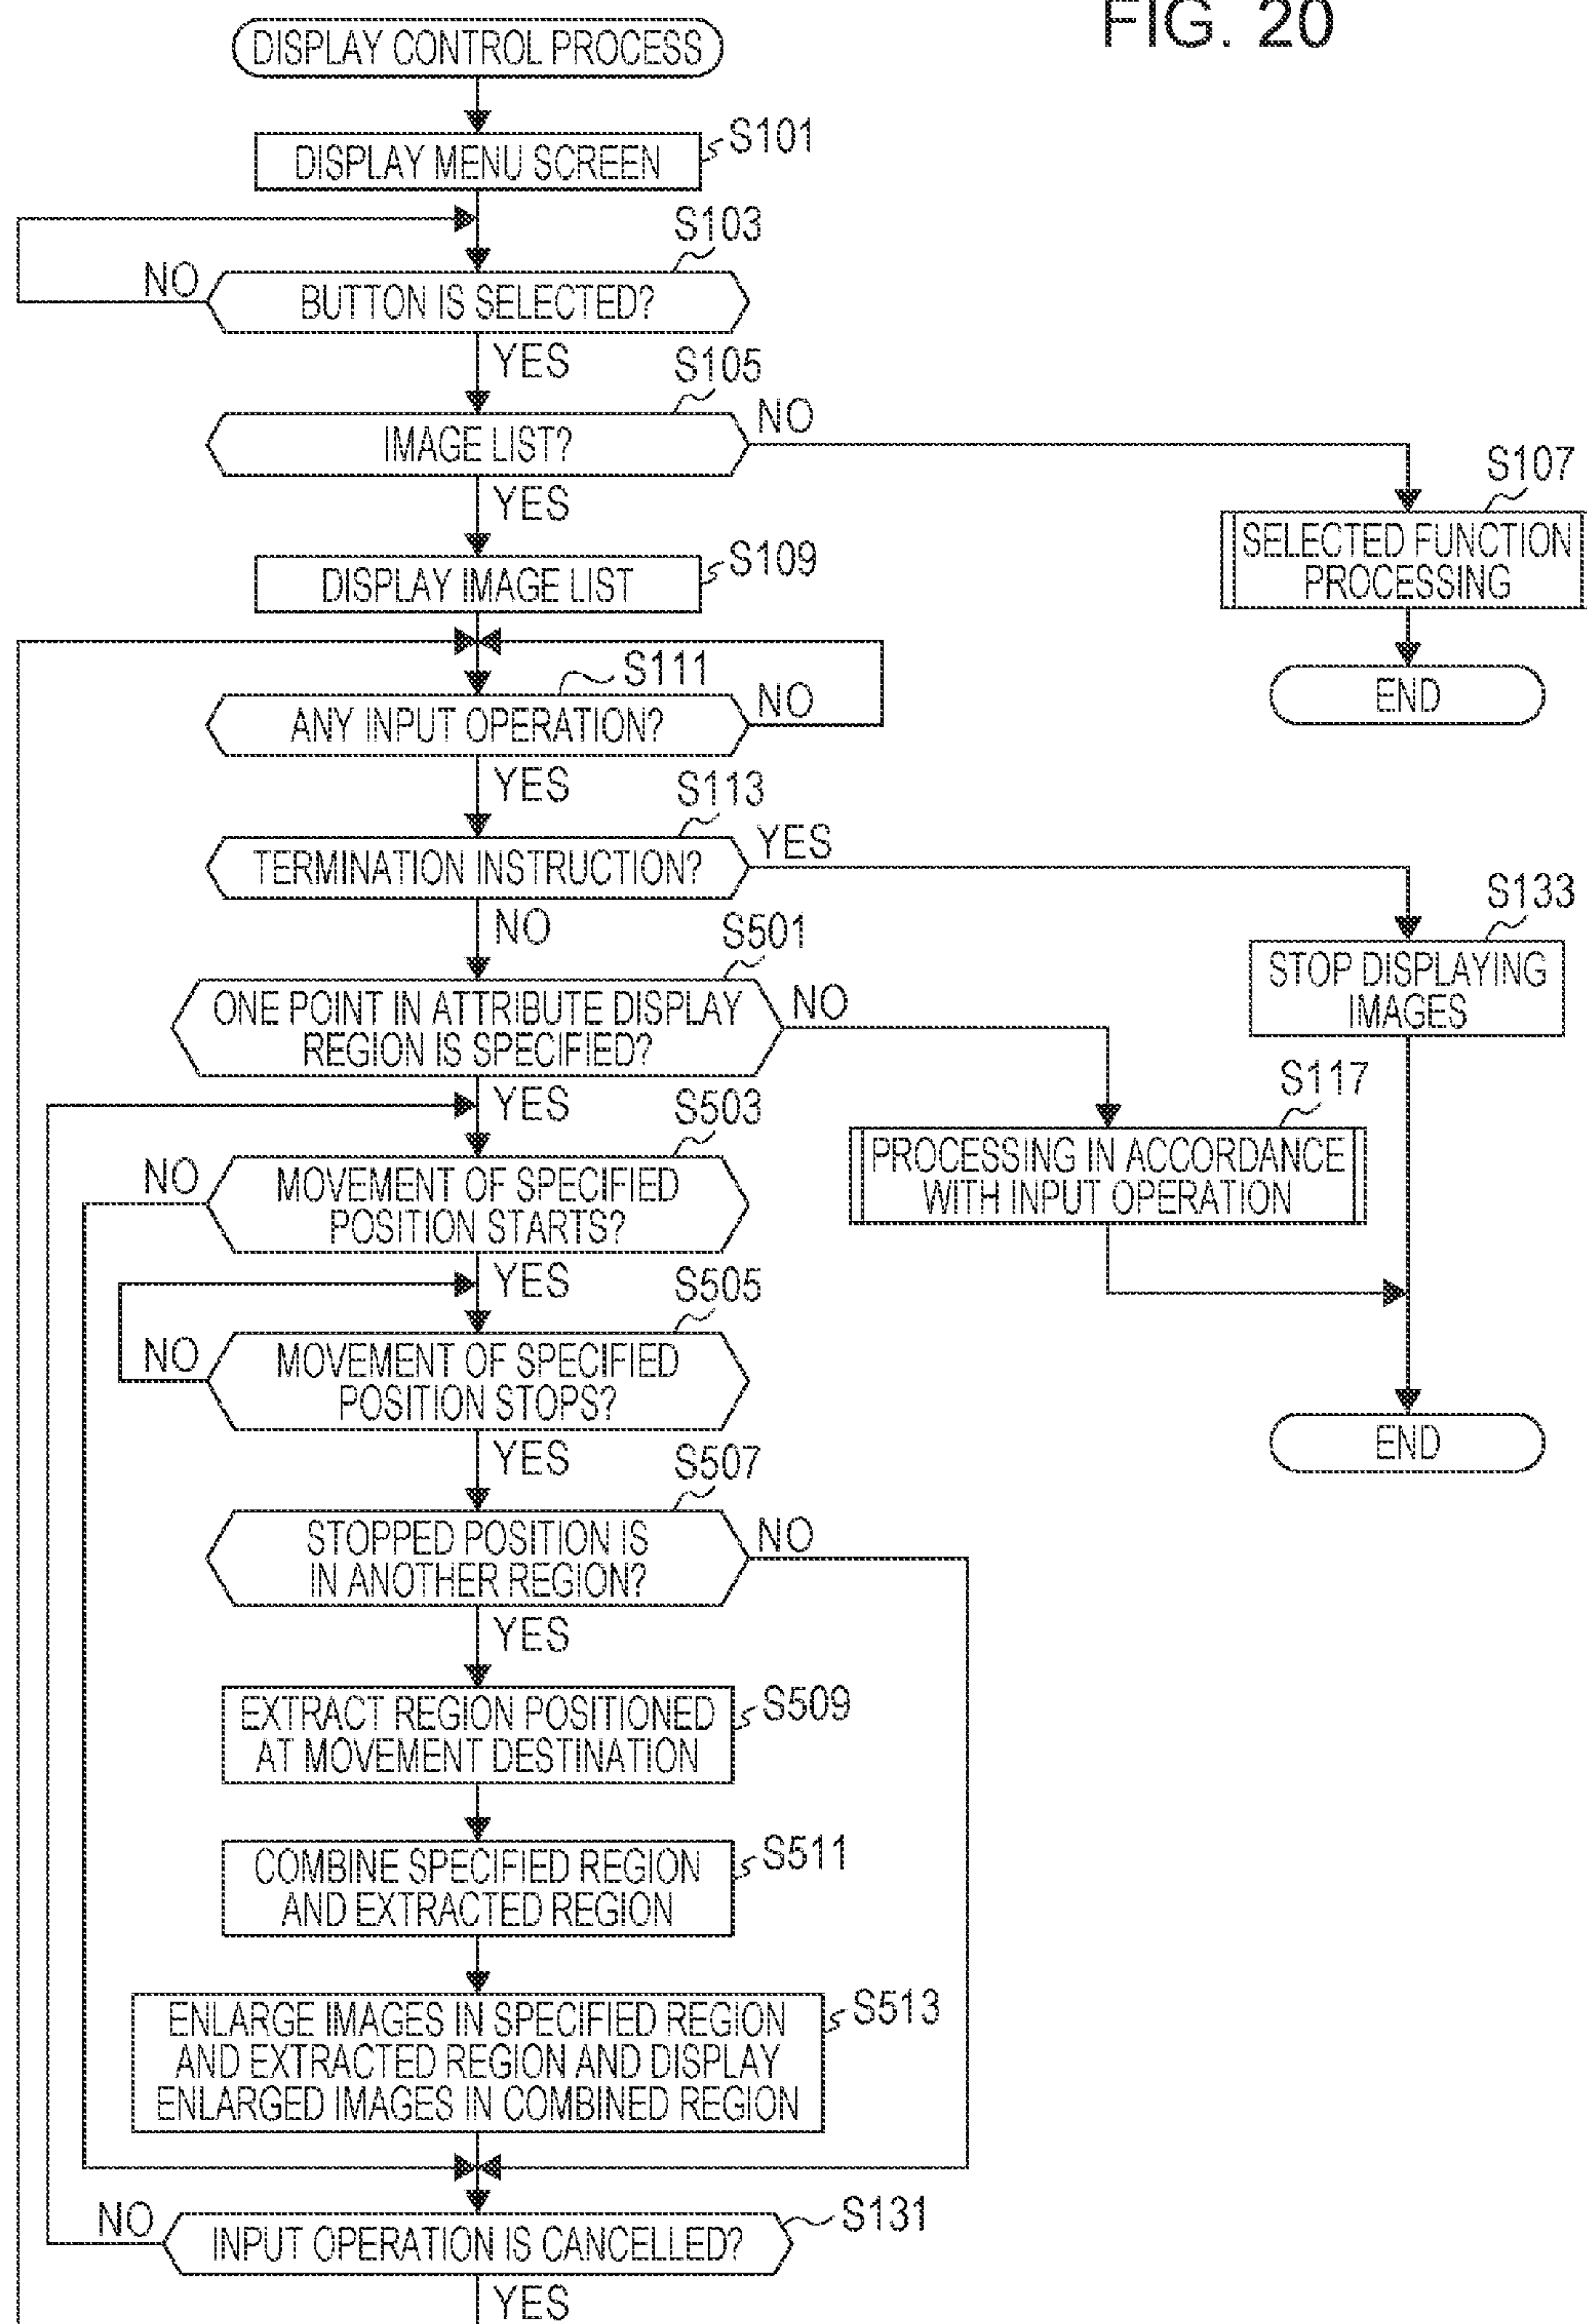 FIG. 20
DISPLAY CONTROL PROCESS
S101
DISPLAY MENU SCREEN
S103
NO
BUTTON IS SELECTED?
YES
S105
NO
IMAGE LIST?
YES
S107
SELECTED FUNCTION
PROCESSING
END
S109
DISPLAY IMAGE LIST
S111
NO
ANY INPUT OPERATION?
YES
S113
YES
TERMINATION INSTRUCTION?
NO
S133
STOP DISPLAYING
IMAGES
S501
NO
ONE POINT IN ATTRIBUTE DISPLAY
REGION IS SPECIFIED?
YES
S117
PROCESSING IN ACCORDANCE
WITH INPUT OPERATION
END
S503
NO
MOVEMENT OF SPECIFIED
POSITION STARTS?
YES
S505
NO
MOVEMENT OF SPECIFIED
POSITION STOPS?
YES
S507
NO
STOPPED POSITION IS
IN ANOTHER REGION?
YES
S509
EXTRACT REGION POSITIONED
AT MOVEMENT DESTINATION
S511
COMBINE SPECIFIED REGION
AND EXTRACTED REGION
S513
ENLARGE IMAGES IN SPECIFIED REGION
AND EXTRACTED REGION AND DISPLAY
ENLARGED IMAGES IN COMBINED REGION
S131
NO
INPUT OPERATION IS CANCELLED?
YES